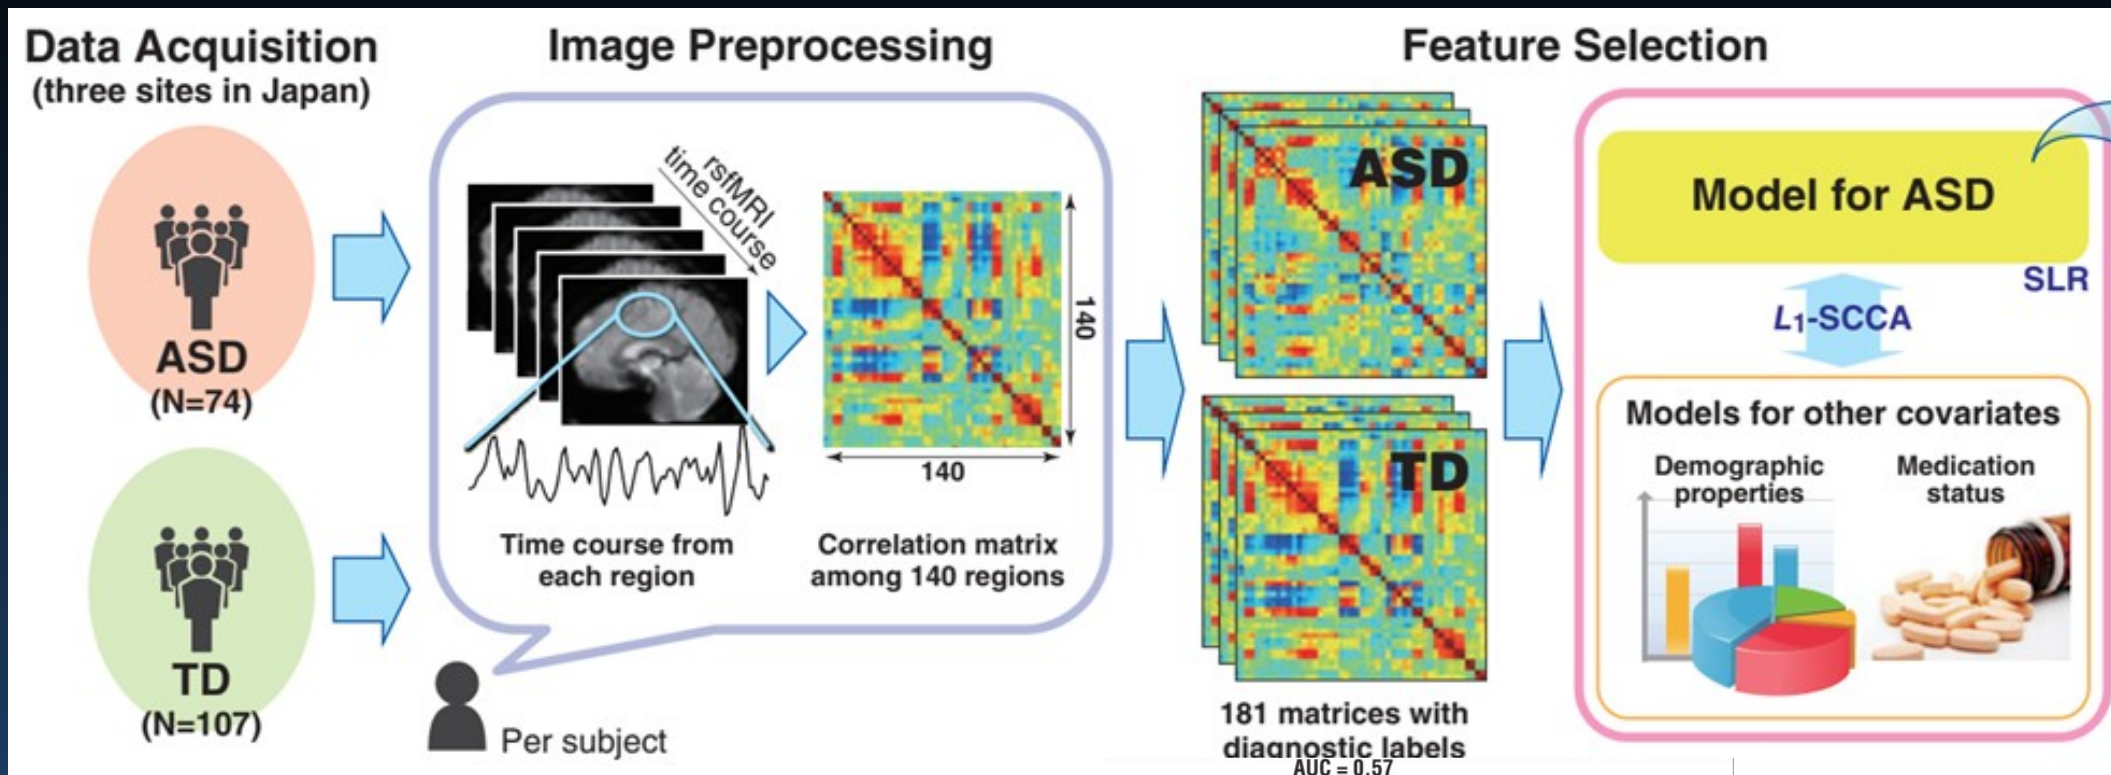 Data Acquisition
(three sites in Japan)
ASD
(N=74)
TD
(N=107)
Image Preprocessing
rsfMRI
time course
Time course from
each region
140
140
Correlation matrix
among 140 regions
Per subject
Feature Selection
ASD
TD
181 matrices with
diagnostic labels
AUC = 0.57
Model for ASD
SLR
L1-SCCA
Models for other covariates
Demographic
properties
Medication
status